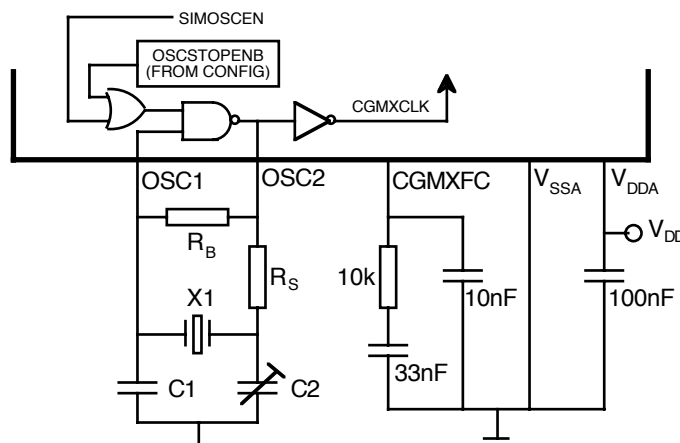 SIMOSCEN
OSCSTOPENB
(FROM CONFIG)
CGMXCLK
OSC1
OSC2
CGMXFC
VSSA
VDDA
RB
VDD
RS
10k
X1
10nF
100nF
C1
C2
33nF